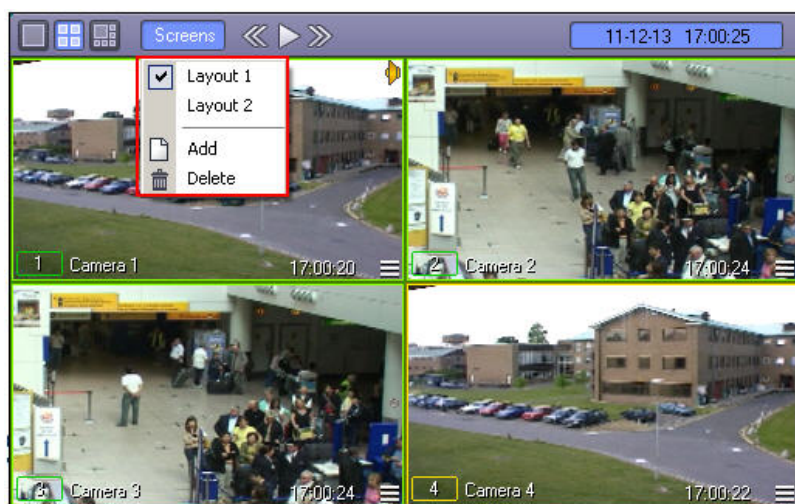 Screens
11-12-13 17:00:25
Layout 1
Layout 2
Add
Delete
1 Camera 1 17:00:20
2 Camera 2 17:00:24
3 Camera 3 17:00:24
4 Camera 4 17:00:22